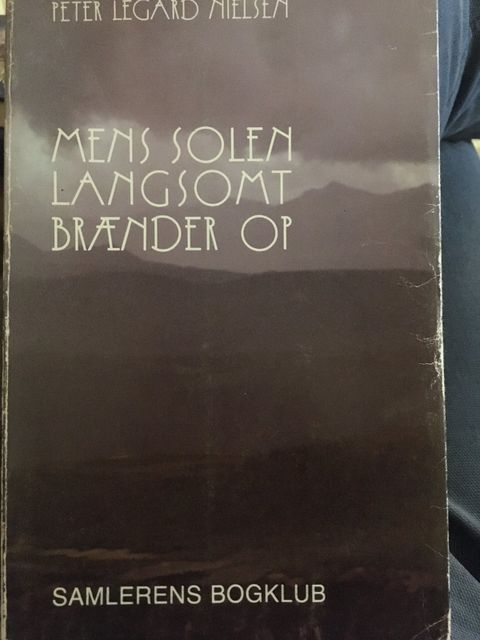 PETER LEGARD NIELSEN
MENS SOLEN
LANGSOMT
BRÆNDER OP
SAMLERENS BOGKLUB